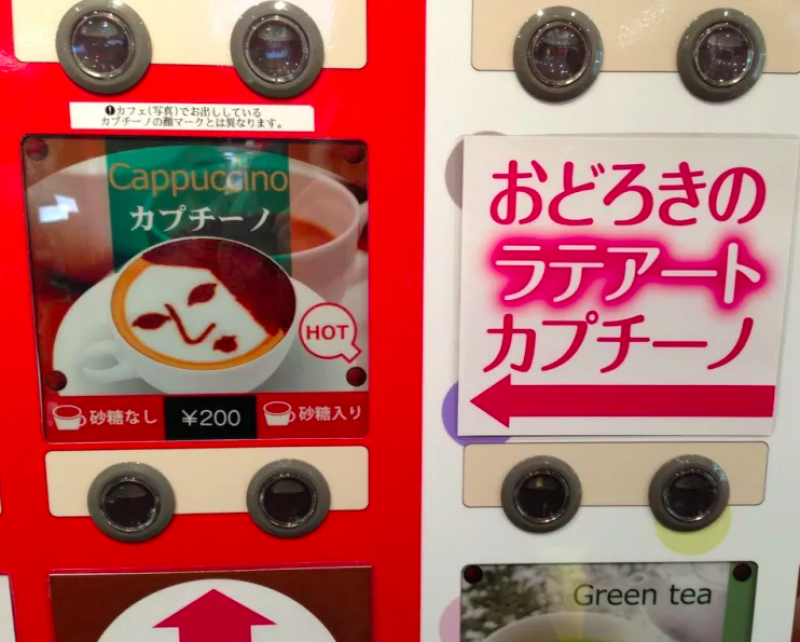 ❶カフェ(写真)でお出ししている
カプチーノの顔マークとは異なります。
Cappuccino
カプチーノ
HOT
砂糖なし
¥200
砂糖入り
おどろきの
ラテアート
カプチーノ
Green tea